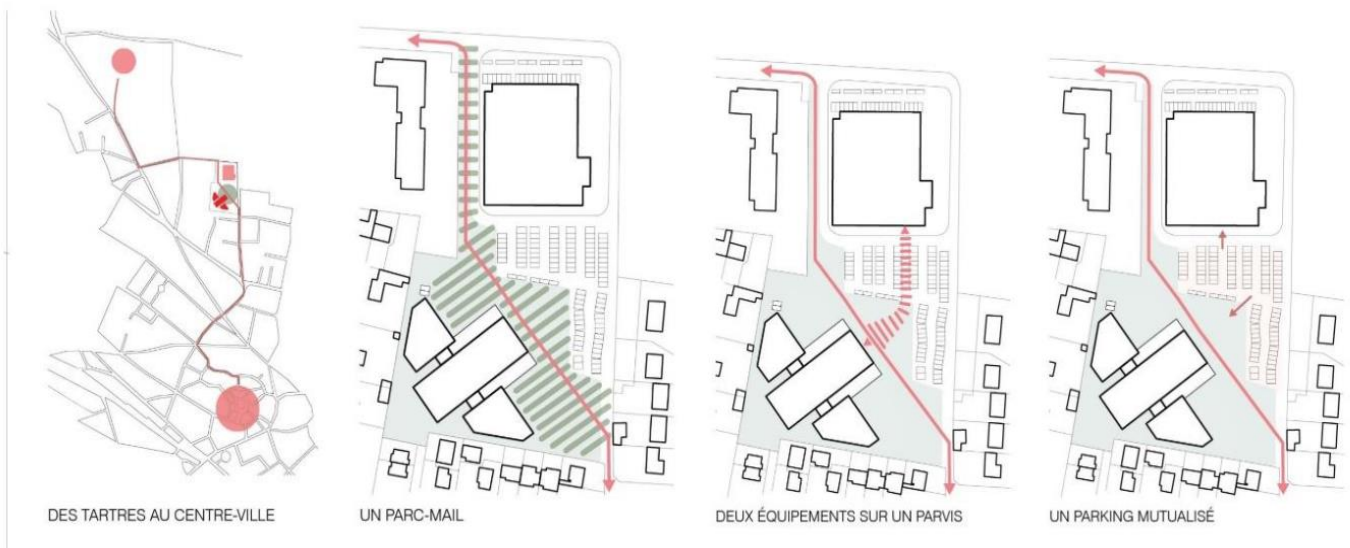 DES TARTRES AU CENTRE-VILLE
UN PARC-MAIL
DEUX ÉQUIPEMENTS SUR UN PARVIS
UN PARKING MUTUALISÉ